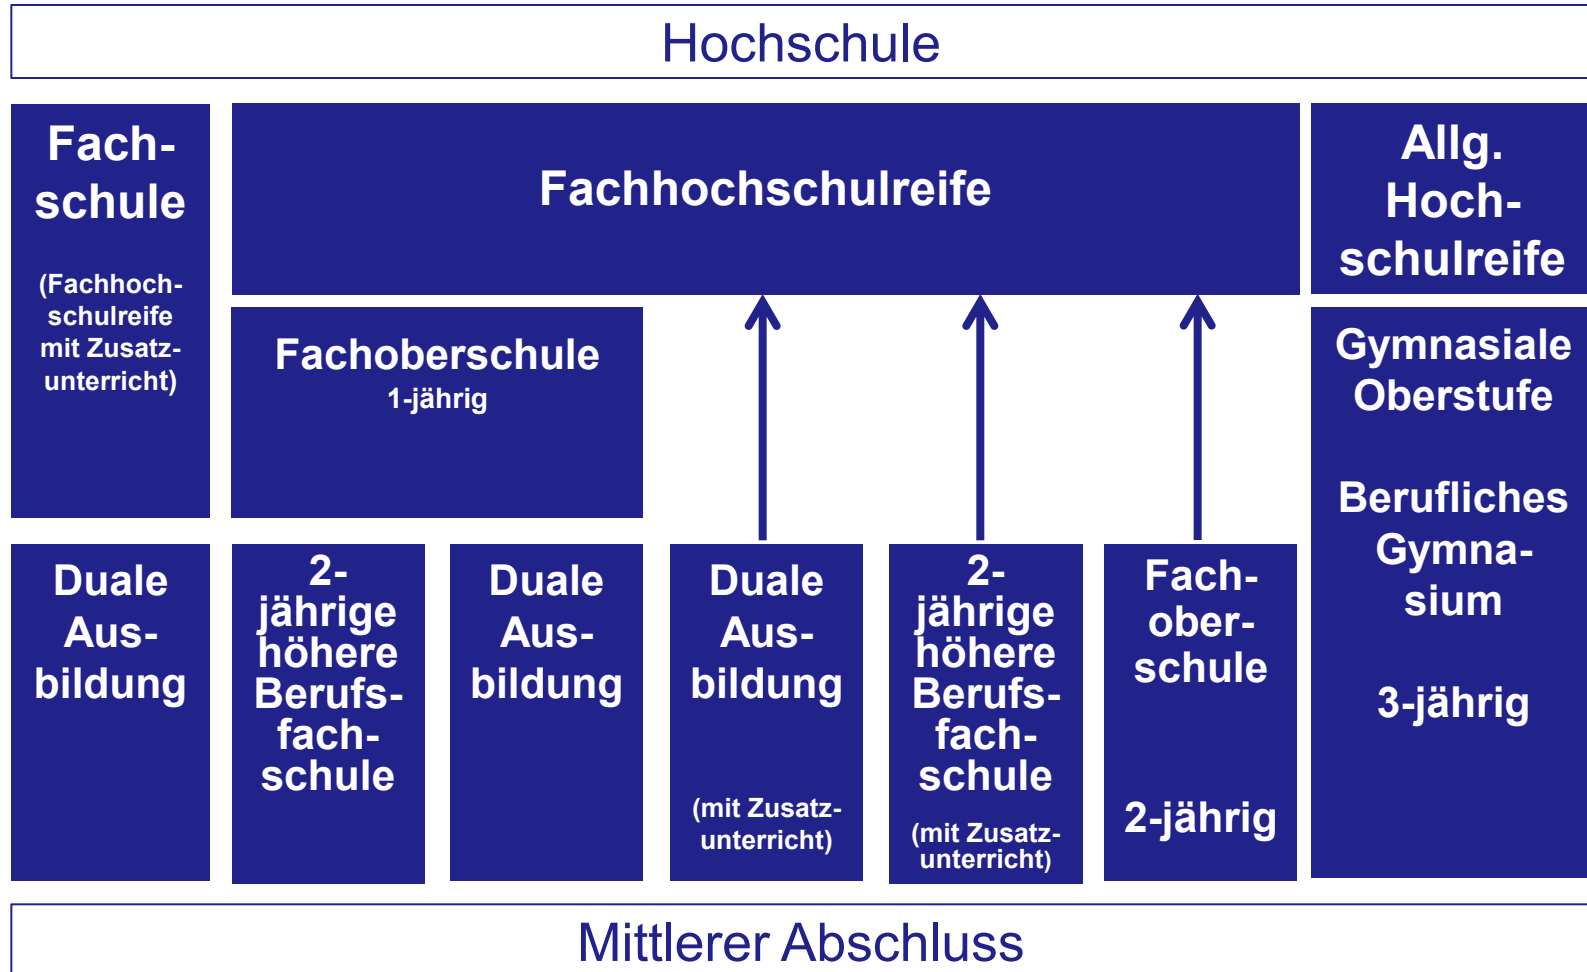 Hochschule
Fach-
schule
(Fachhoch-
schulreife
mit Zusatz-
unterricht)
Fachhochschulreife
Allg.
Hoch-
schulreife
Fachoberschule
1-jährig
Gymnasiale
Oberstufe
Berufliches
Gymna-
sium
3-jährig
Duale
Aus-
bildung
2-
jährige
höhere
Berufs-
fach-
schule
Duale
Aus-
bildung
Duale
Aus-
bildung
(mit Zusatz-
unterricht)
2-
jährige
höhere
Berufs-
fach-
schule
(mit Zusatz-
unterricht)
Fach-
ober-
schule
2-jährig
Mittlerer Abschluss